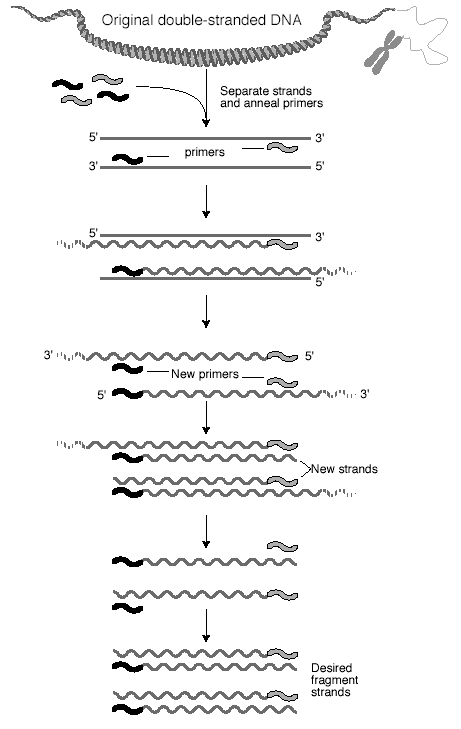 Original double-stranded DNA
Separate strands
and anneal primers
5' 3'
primers
3' 5'
5' 3'
5'
3' 5'
New primers
5' 3'
New strands
Desired
fragment
strands